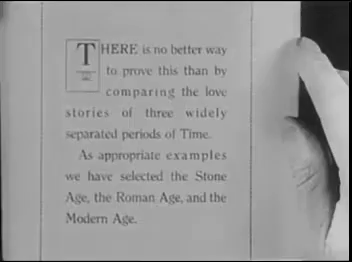 THERE is no better way
to prove this than by
comparing the love
stories of three widely
separated periods of Time.
As appropriate examples
we have selected the Stone
Age, the Roman Age, and the
Modern Age.